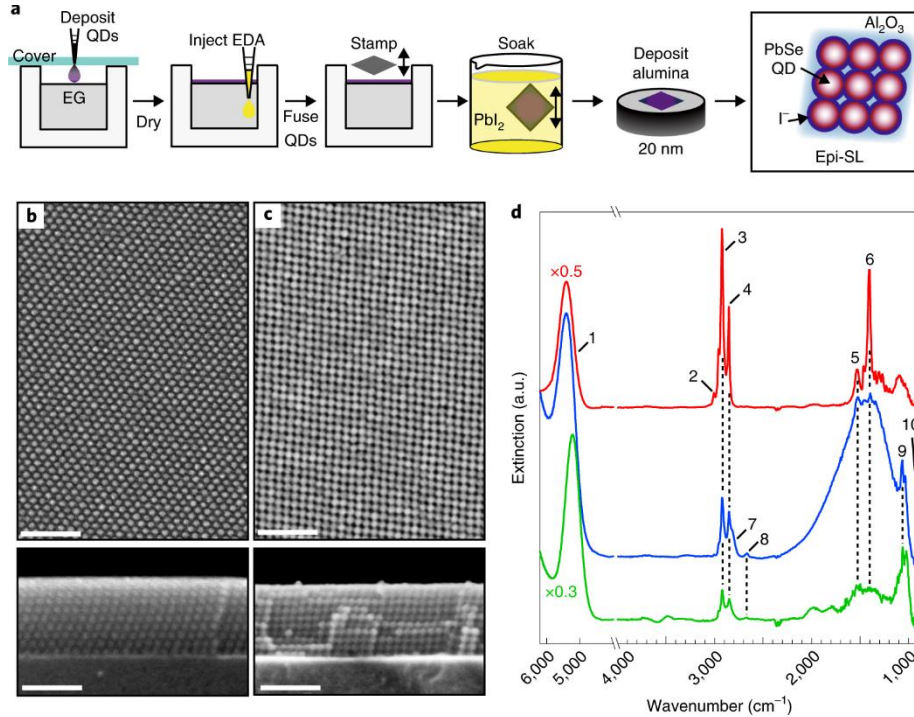 a
Deposit
QDs
Cover
EG
Dry
Inject EDA
Fuse
QDs
Stamp
Soak
PbI₂
Deposit
alumina
20 nm
Al₂O₃
PbSe
QD
I⁻
Epi-SL
b
c
d
×0.5
1
2
3
4
5
6
7
8
9
10
×0.3
Extinction (a.u.)
6,000
5,000
4,000
3,000
2,000
1,000
Wavenumber (cm⁻¹)